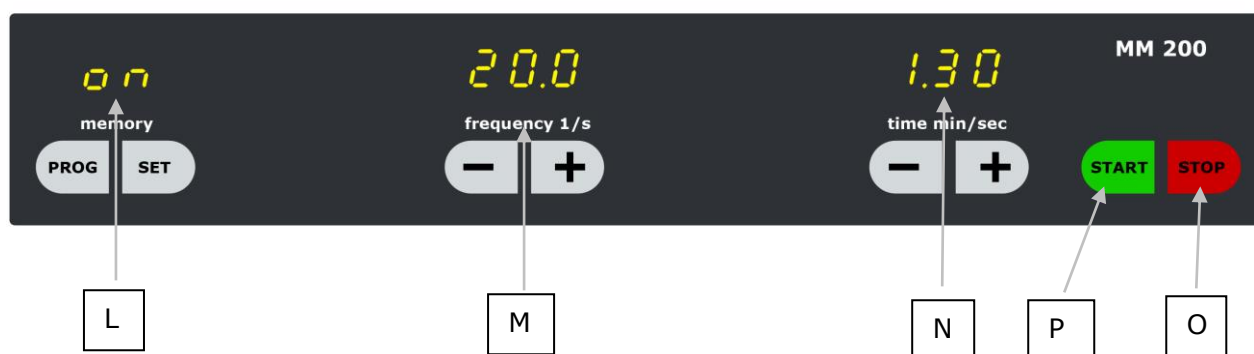 on 20.0 1.30 MM 200
memory frequency 1/s time min/sec
PROG SET − + − + START STOP
L M N P O